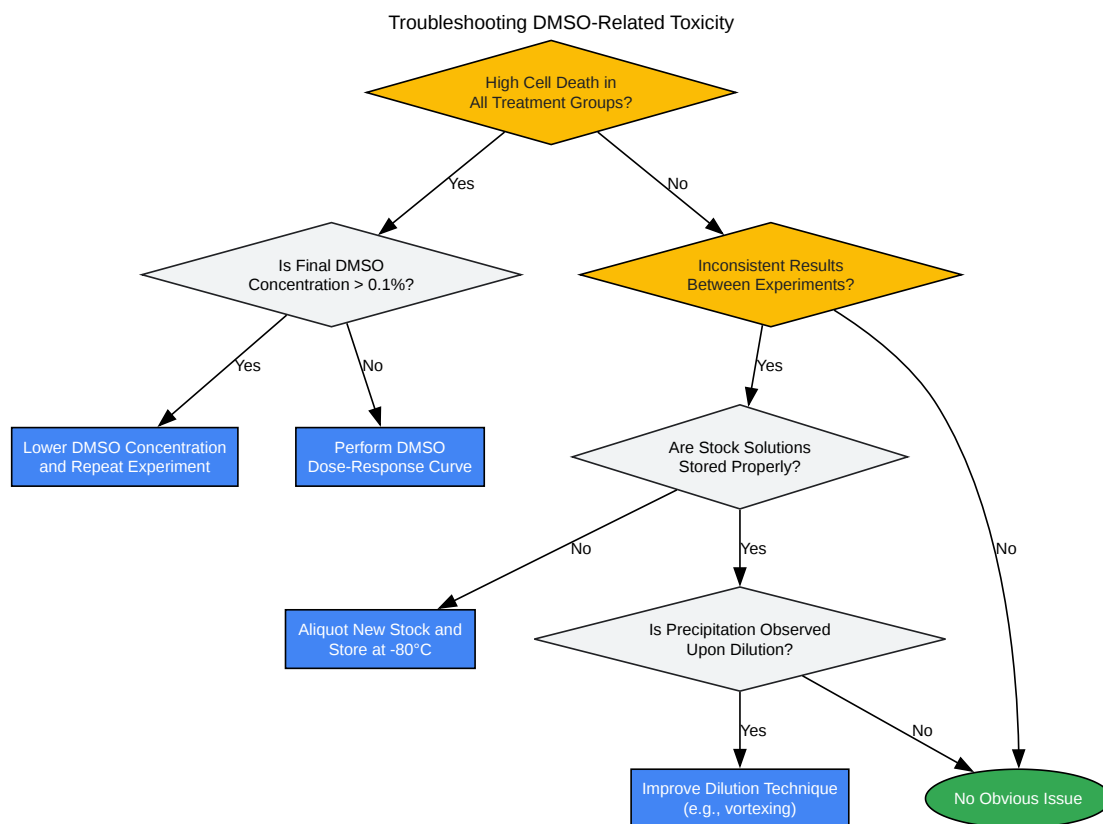 Troubleshooting DMSO-Related Toxicity
High Cell Death in
All Treatment Groups?
Yes
No
Is Final DMSO
Concentration > 0.1%?
Inconsistent Results
Between Experiments?
Yes
No
Yes
Lower DMSO Concentration
and Repeat Experiment
Perform DMSO
Dose-Response Curve
Are Stock Solutions
Stored Properly?
No
Yes
No
Aliquot New Stock and
Store at -80°C
Is Precipitation Observed
Upon Dilution?
Yes
No
Improve Dilution Technique
(e.g., vortexing)
No Obvious Issue